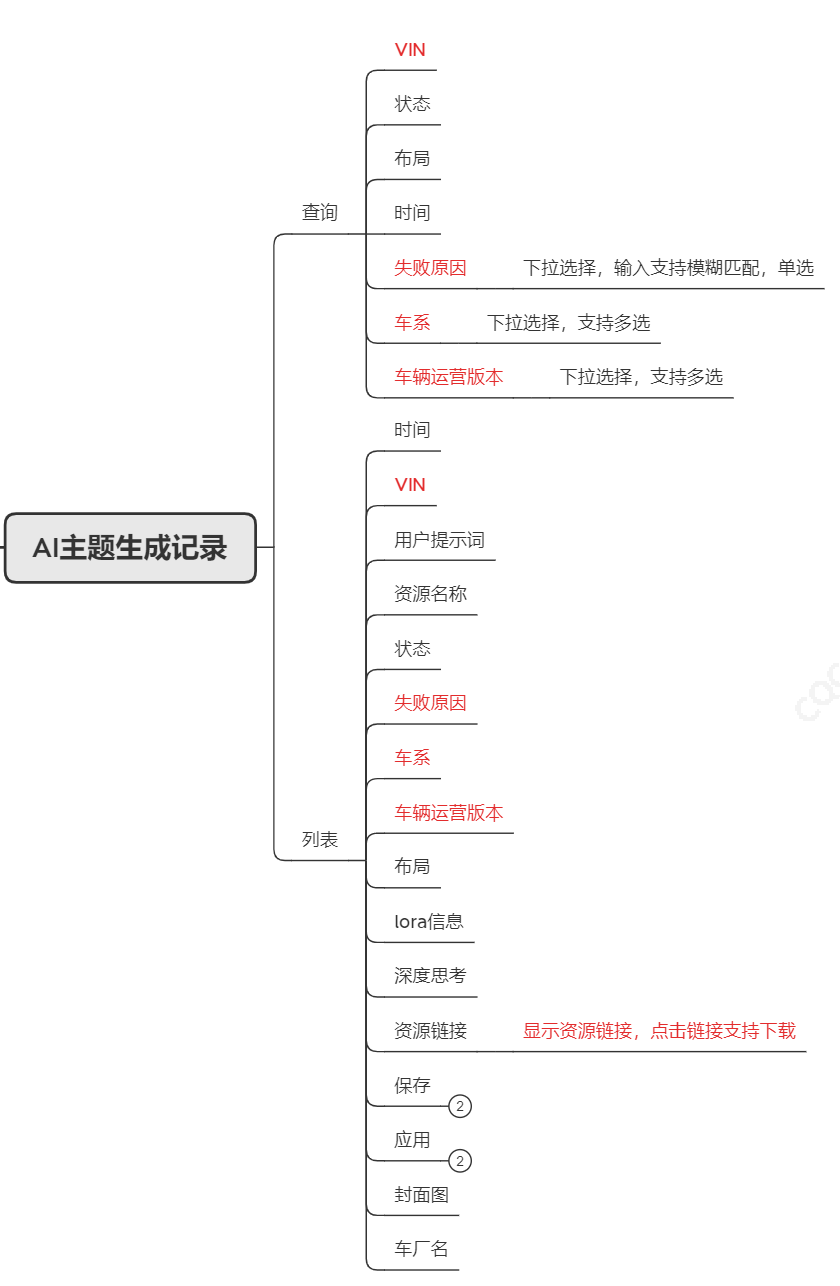 VIN
状态
布局
查询
时间
失败原因 下拉选择，输入支持模糊匹配，单选
车系 下拉选择，支持多选
车辆运营版本 下拉选择，支持多选
时间
VIN
用户提示词
AI主题生成记录
资源名称
状态
失败原因
车系
车辆运营版本
列表
布局
lora信息
深度思考
资源链接 显示资源链接，点击链接支持下载
保存 2
应用 2
封面图
车厂名